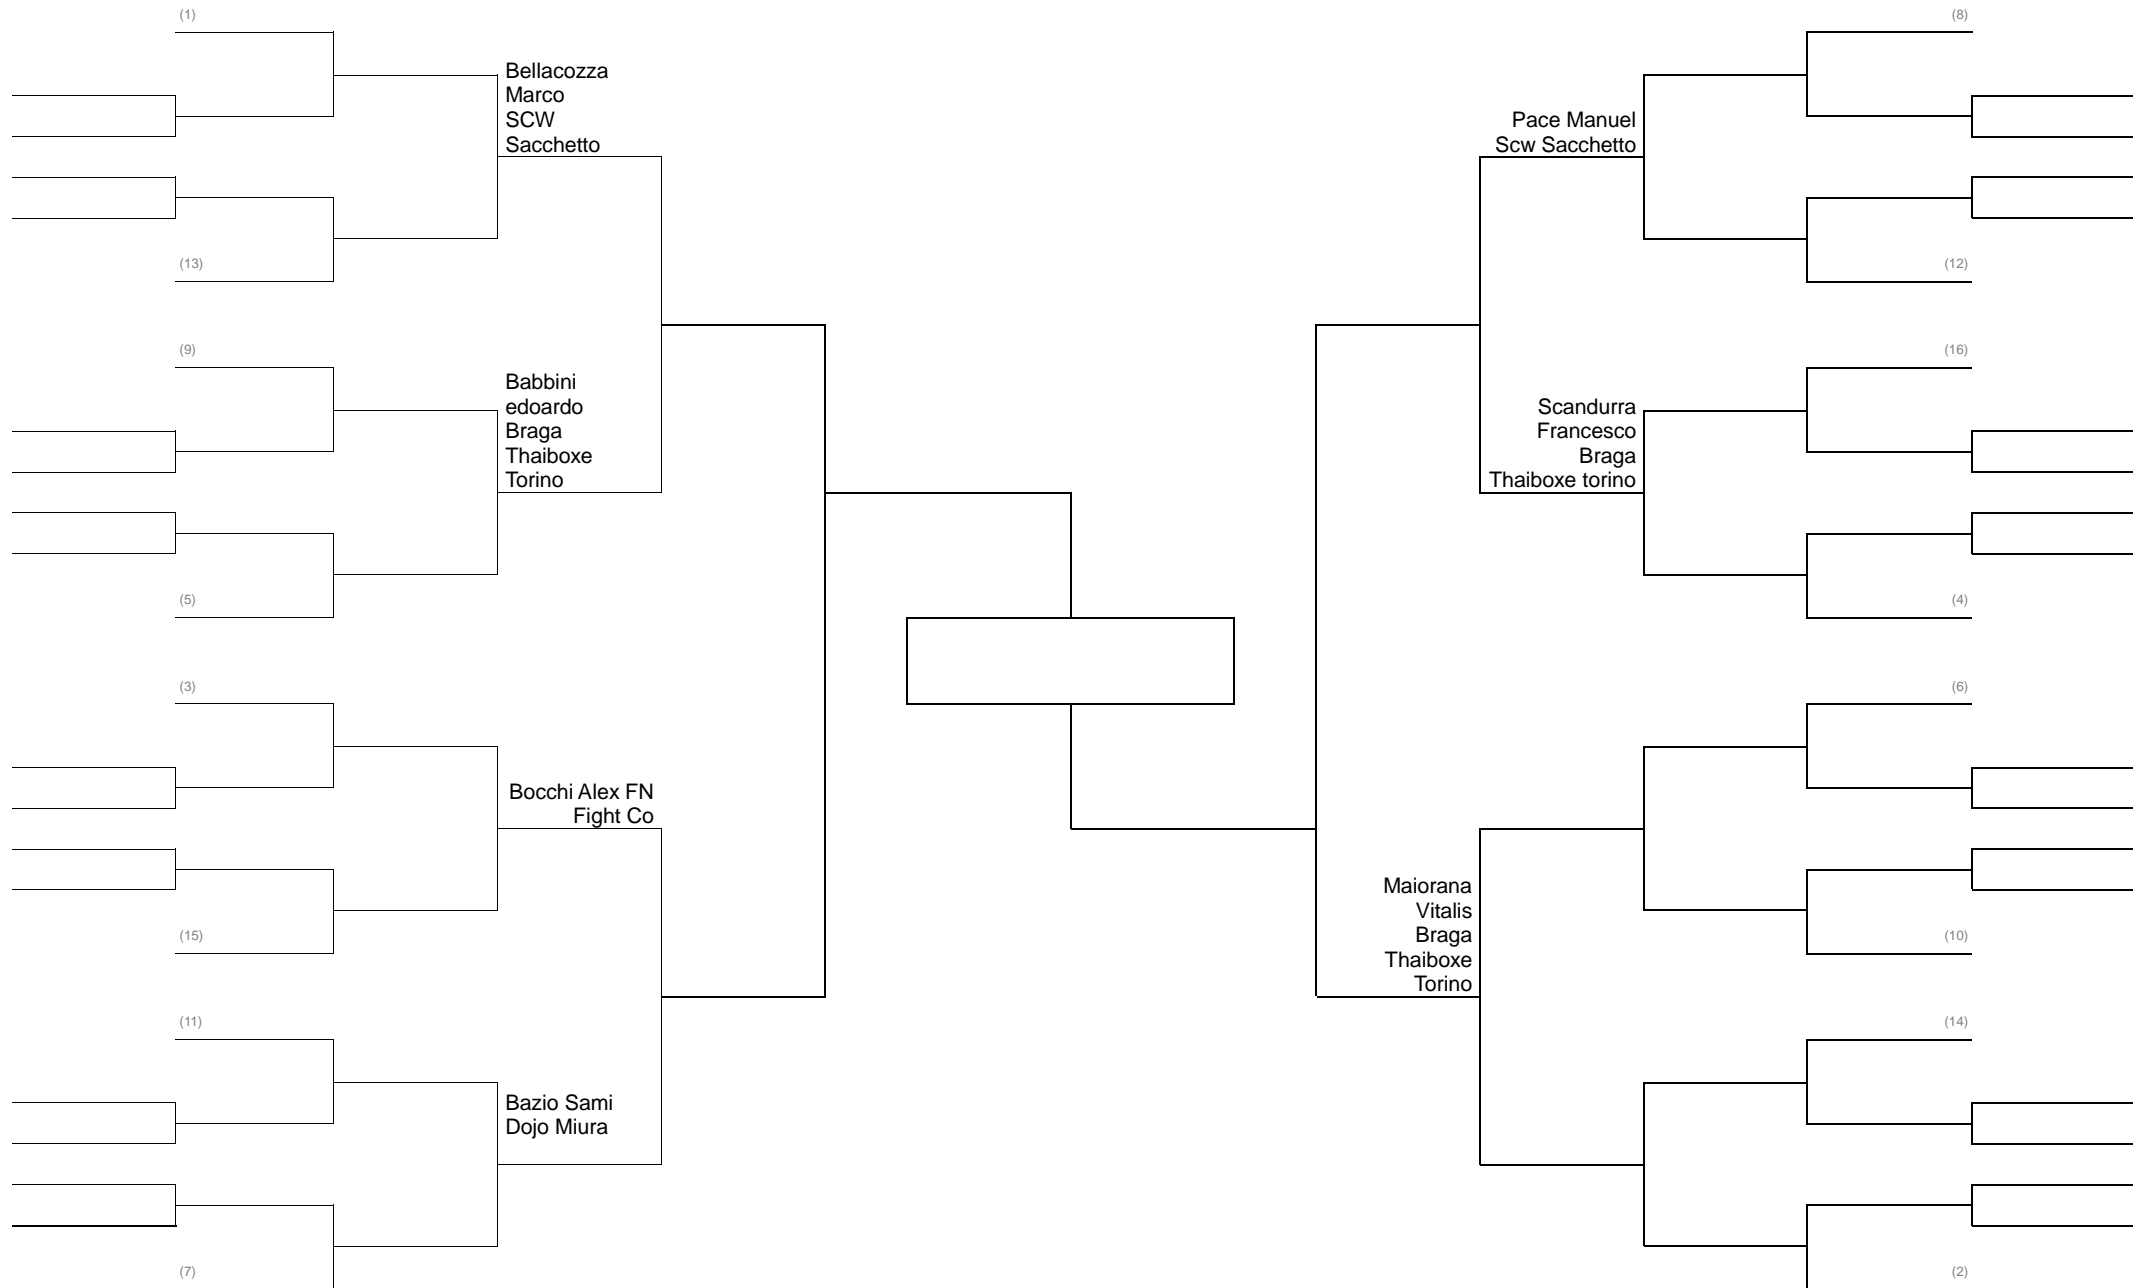 (1)
Bellacozza
Marco
SCW
Sacchetto
(13)
(9)
Babbini
edoardo
Braga
Thaiboxe
Torino
(5)
(3)
Bocchi Alex FN
Fight Co
(15)
(11)
Bazio Sami
Dojo Miura
(7)
(8)
Pace Manuel
Scw Sacchetto
(12)
(16)
Scandurra
Francesco
Braga
Thaiboxe torino
(4)
(6)
Maiorana
Vitalis
Braga
Thaiboxe
Torino
(10)
(14)
(2)